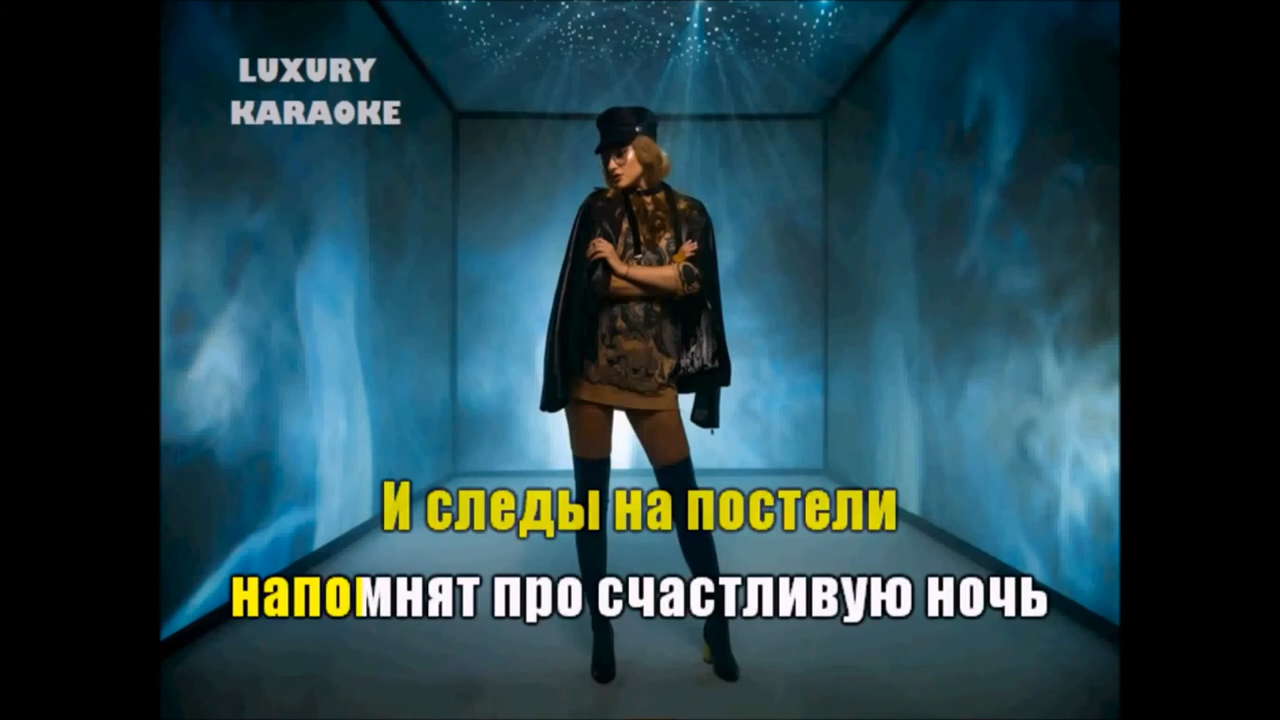 LUXURY
KARAOKE
И следы на постели
напомнят про счастливую ночь